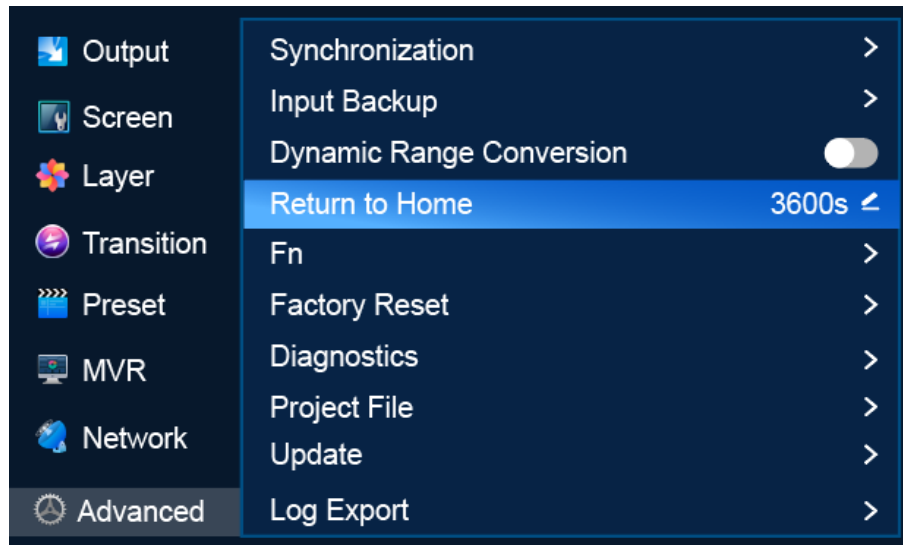 Output
Screen
Layer
Transition
Preset
MVR
Network
Advanced
Synchronization
Input Backup
Dynamic Range Conversion
Return to Home 3600s
Fn
Factory Reset
Diagnostics
Project File
Update
Log Export